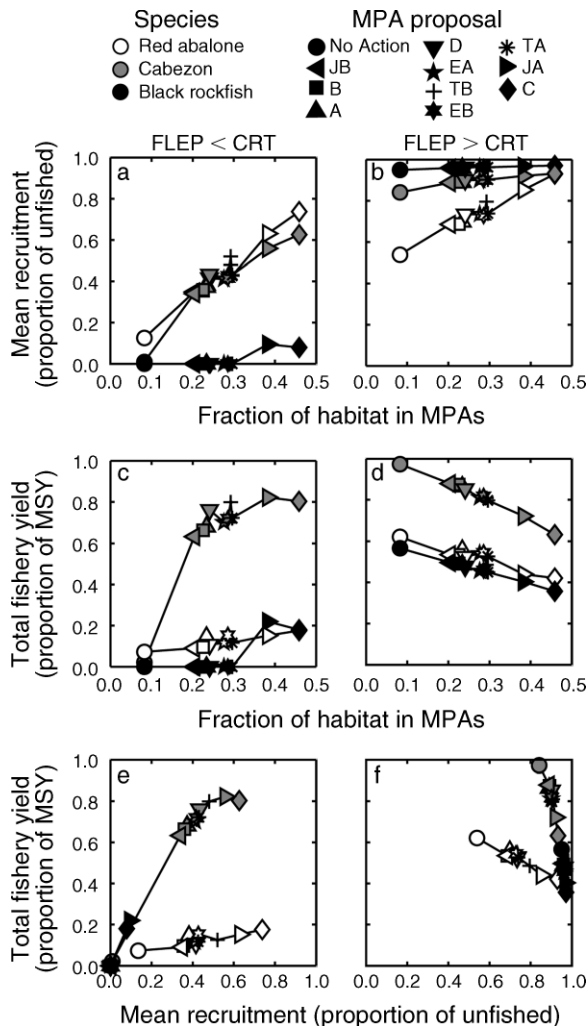 Species MPA proposal
Red abalone No Action D TA
Cabezon JB EA JA
Black rockfish B TB C
A EB
FLEP < CRT FLEP > CRT
Mean recruitment
(proportion of unfished)
a
1.0
0.8
0.6
0.4
0.2
0.0
0.0 0.1 0.2 0.3 0.4 0.5
b
0.0 0.1 0.2 0.3 0.4 0.5
Fraction of habitat in MPAs
Total fishery yield
(proportion of MSY)
c
1.0
0.8
0.6
0.4
0.2
0.0
0.0 0.1 0.2 0.3 0.4 0.5
d
0.0 0.1 0.2 0.3 0.4 0.5
Fraction of habitat in MPAs
Total fishery yield
(proportion of MSY)
e
1.0
0.8
0.6
0.4
0.2
0.0
0.0 0.2 0.4 0.6 0.8 1.0
f
0.0 0.2 0.4 0.6 0.8 1.0
Mean recruitment (proportion of unfished)